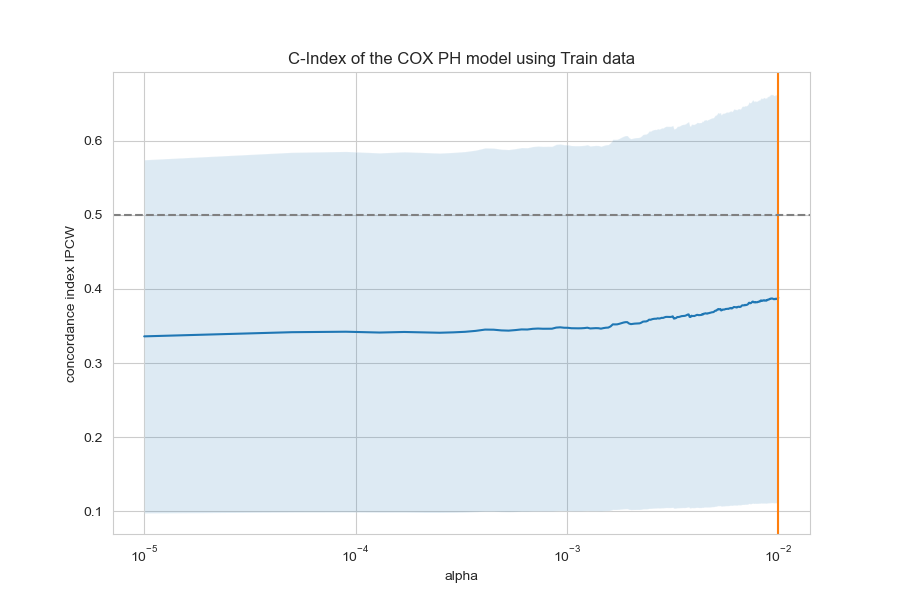 C-Index of the COX PH model using Train data
concordance index IPCW
0.6
0.5
0.4
0.3
0.2
0.1
10⁻⁵ 10⁻⁴ 10⁻³ 10⁻²
alpha